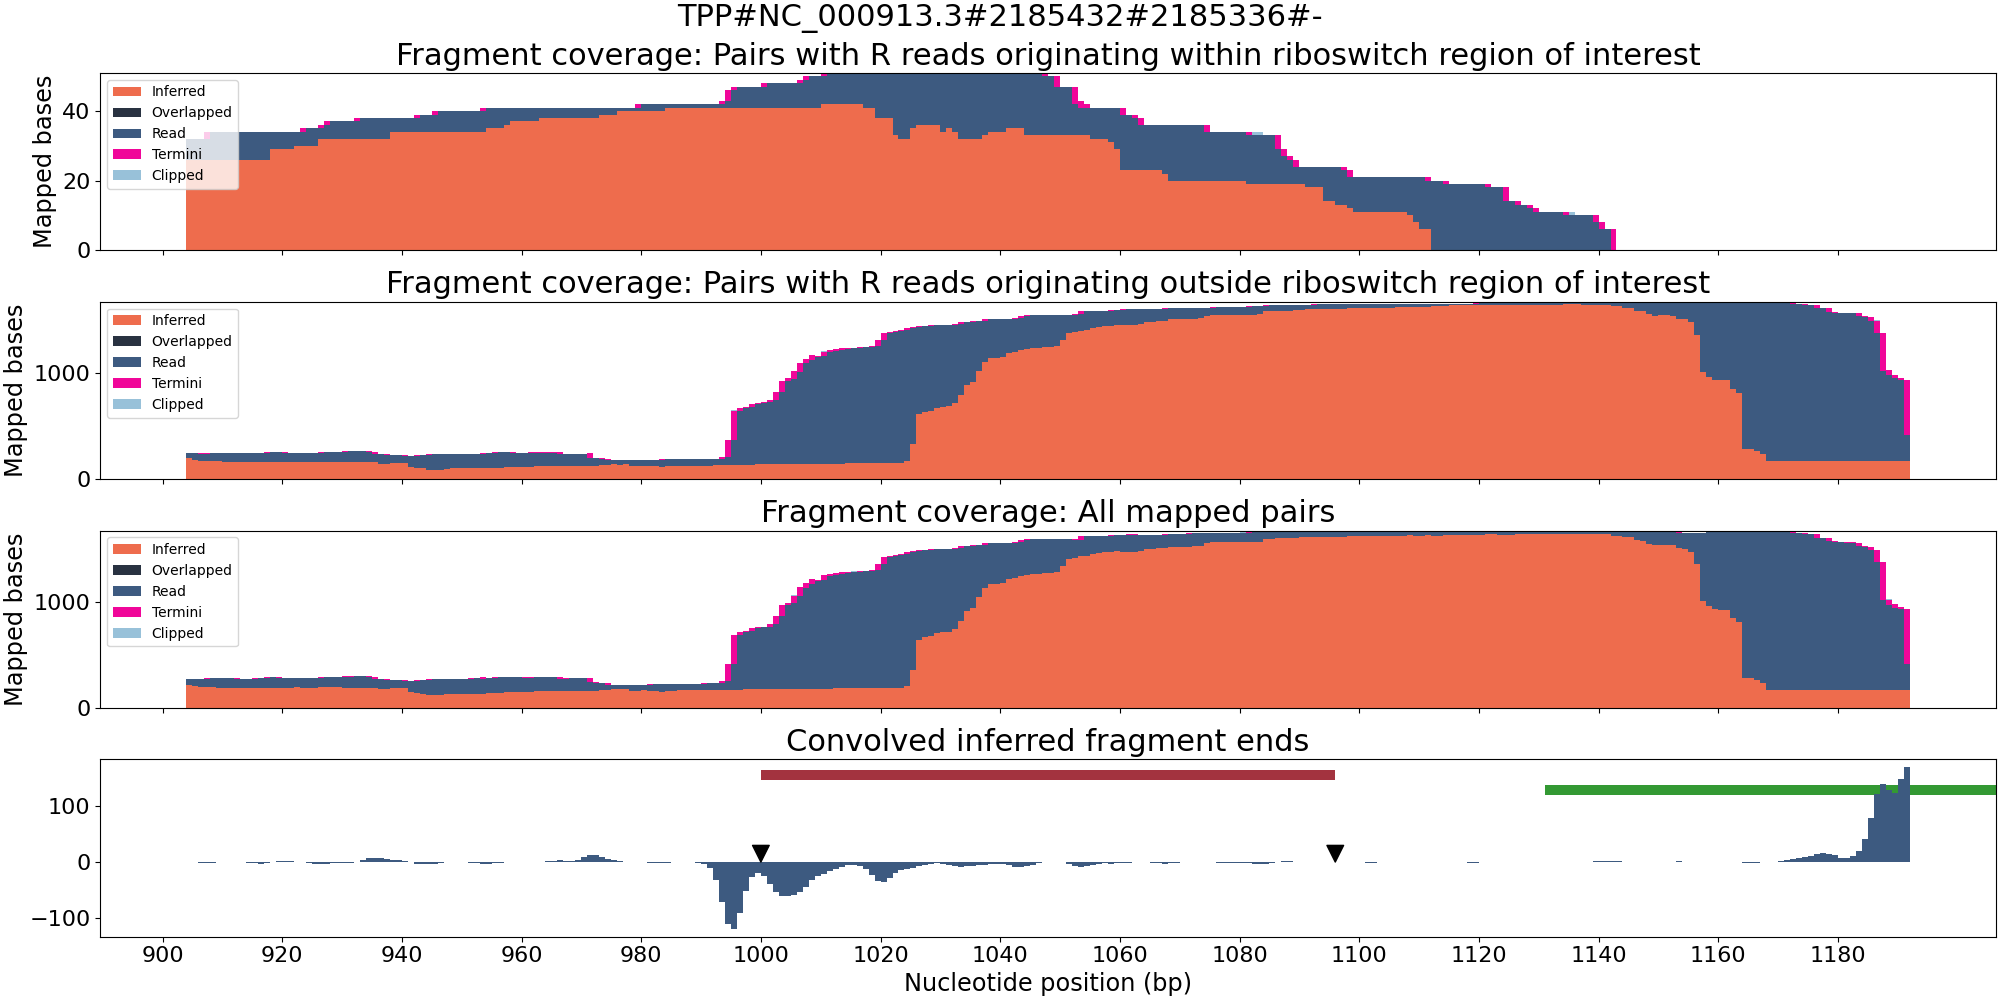 TPP#NC_000913.3#2185432#2185336#-
Fragment coverage: Pairs with R reads originating within riboswitch region of interest
Mapped bases
40
20
0
Inferred
Overlapped
Read
Termini
Clipped
Fragment coverage: Pairs with R reads originating outside riboswitch region of interest
Mapped bases
1000
0
Inferred
Overlapped
Read
Termini
Clipped
Fragment coverage: All mapped pairs
Mapped bases
1000
0
Inferred
Overlapped
Read
Termini
Clipped
Convolved inferred fragment ends
100
0
−100
900 920 940 960 980 1000 1020 1040 1060 1080 1100 1120 1140 1160 1180
Nucleotide position (bp)